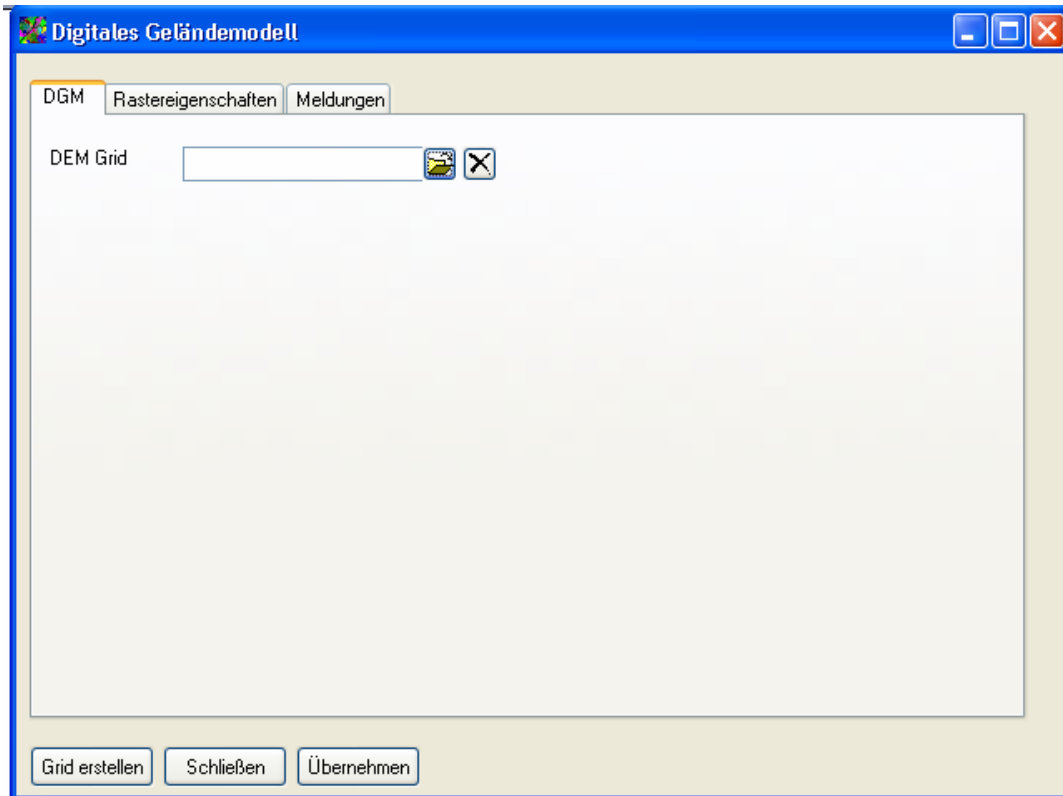 Digitales Geländemodell
DGM Rastereigenschaften Meldungen
DEM Grid
Grid erstellen Schließen Übernehmen